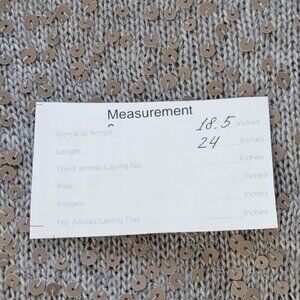 Measurement
Armpit to Armpit: 18.5 Inches
Length: 24 Inches
Waist across Laying flat: Inches
Rise: Inches
Inseam: Inches
Hip Across Laying Flat: Inches